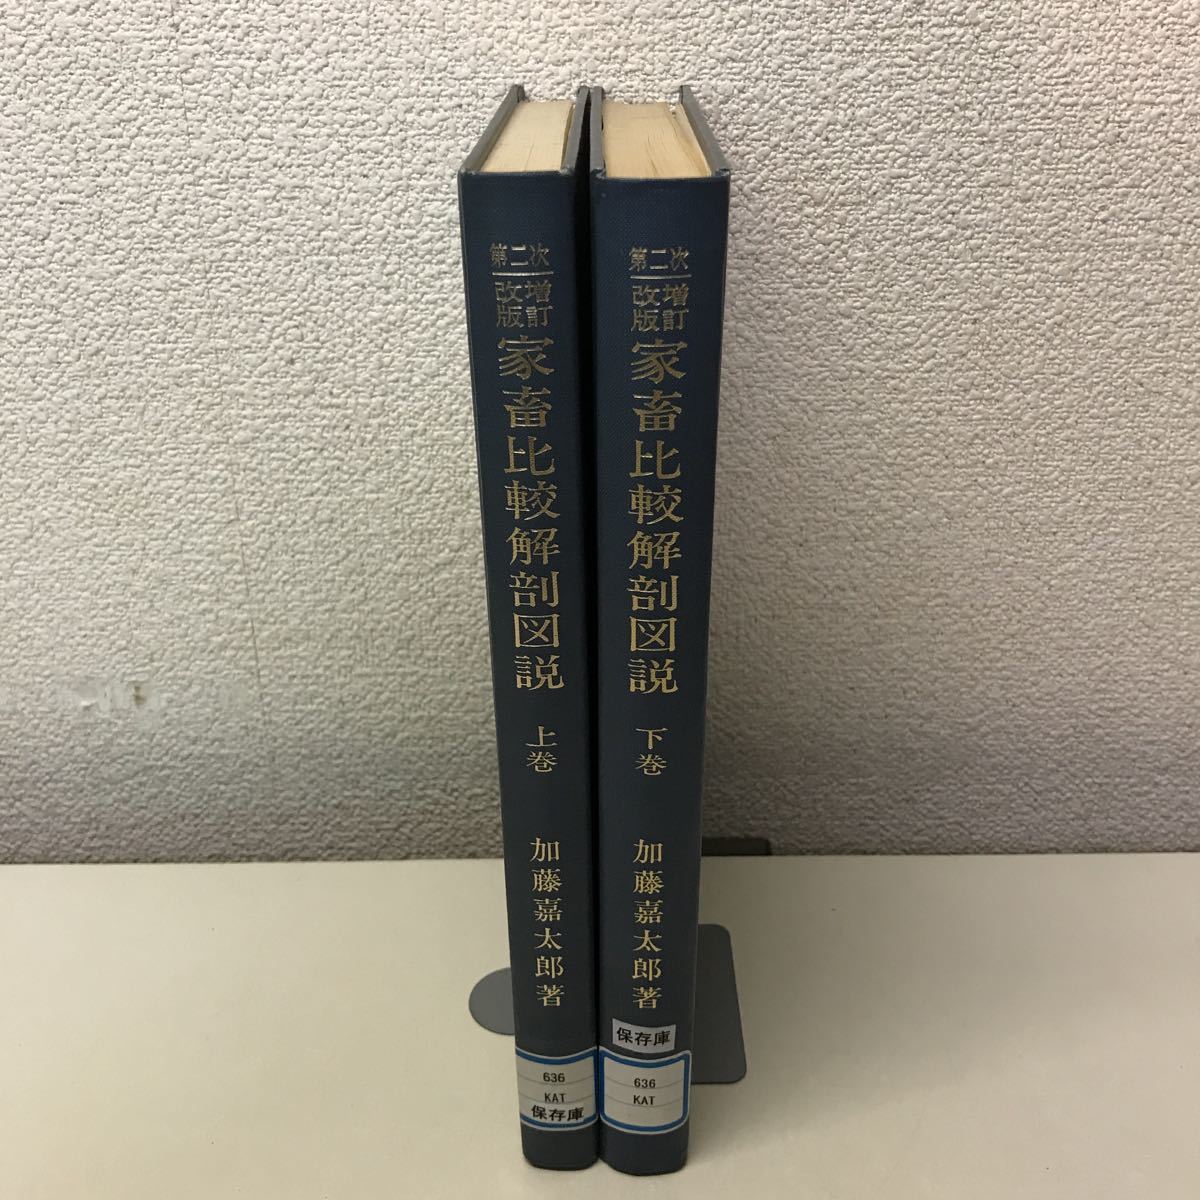 第二次
増訂
改版
家畜比較解剖図説
上巻
加藤嘉太郎著
636
KAT
保存庫
第二次
増訂
改版
家畜比較解剖図説
下巻
加藤嘉太郎著
保存庫
636
KAT